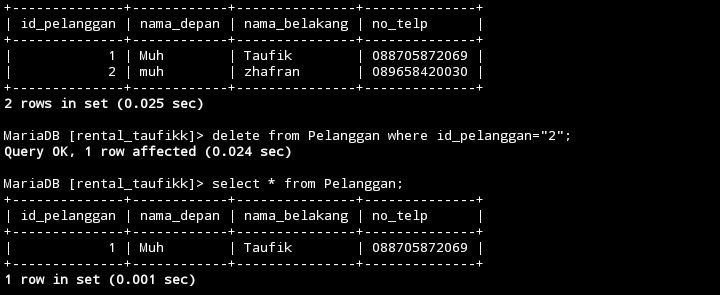 +--------------+------------+---------------+--------------+
| id_pelanggan | nama_depan | nama_belakang | no_telp      |
+--------------+------------+---------------+--------------+
|            1 | Muh        | Taufik        | 088705872069 |
|            2 | muh        | zhafran       | 089658420030 |
+--------------+------------+---------------+--------------+
2 rows in set (0.025 sec)

MariaDB [rental_taufikk]> delete from Pelanggan where id_pelanggan="2";
Query OK, 1 row affected (0.024 sec)

MariaDB [rental_taufikk]> select * from Pelanggan;
+--------------+------------+---------------+--------------+
| id_pelanggan | nama_depan | nama_belakang | no_telp      |
+--------------+------------+---------------+--------------+
|            1 | Muh        | Taufik        | 088705872069 |
+--------------+------------+---------------+--------------+
1 row in set (0.001 sec)